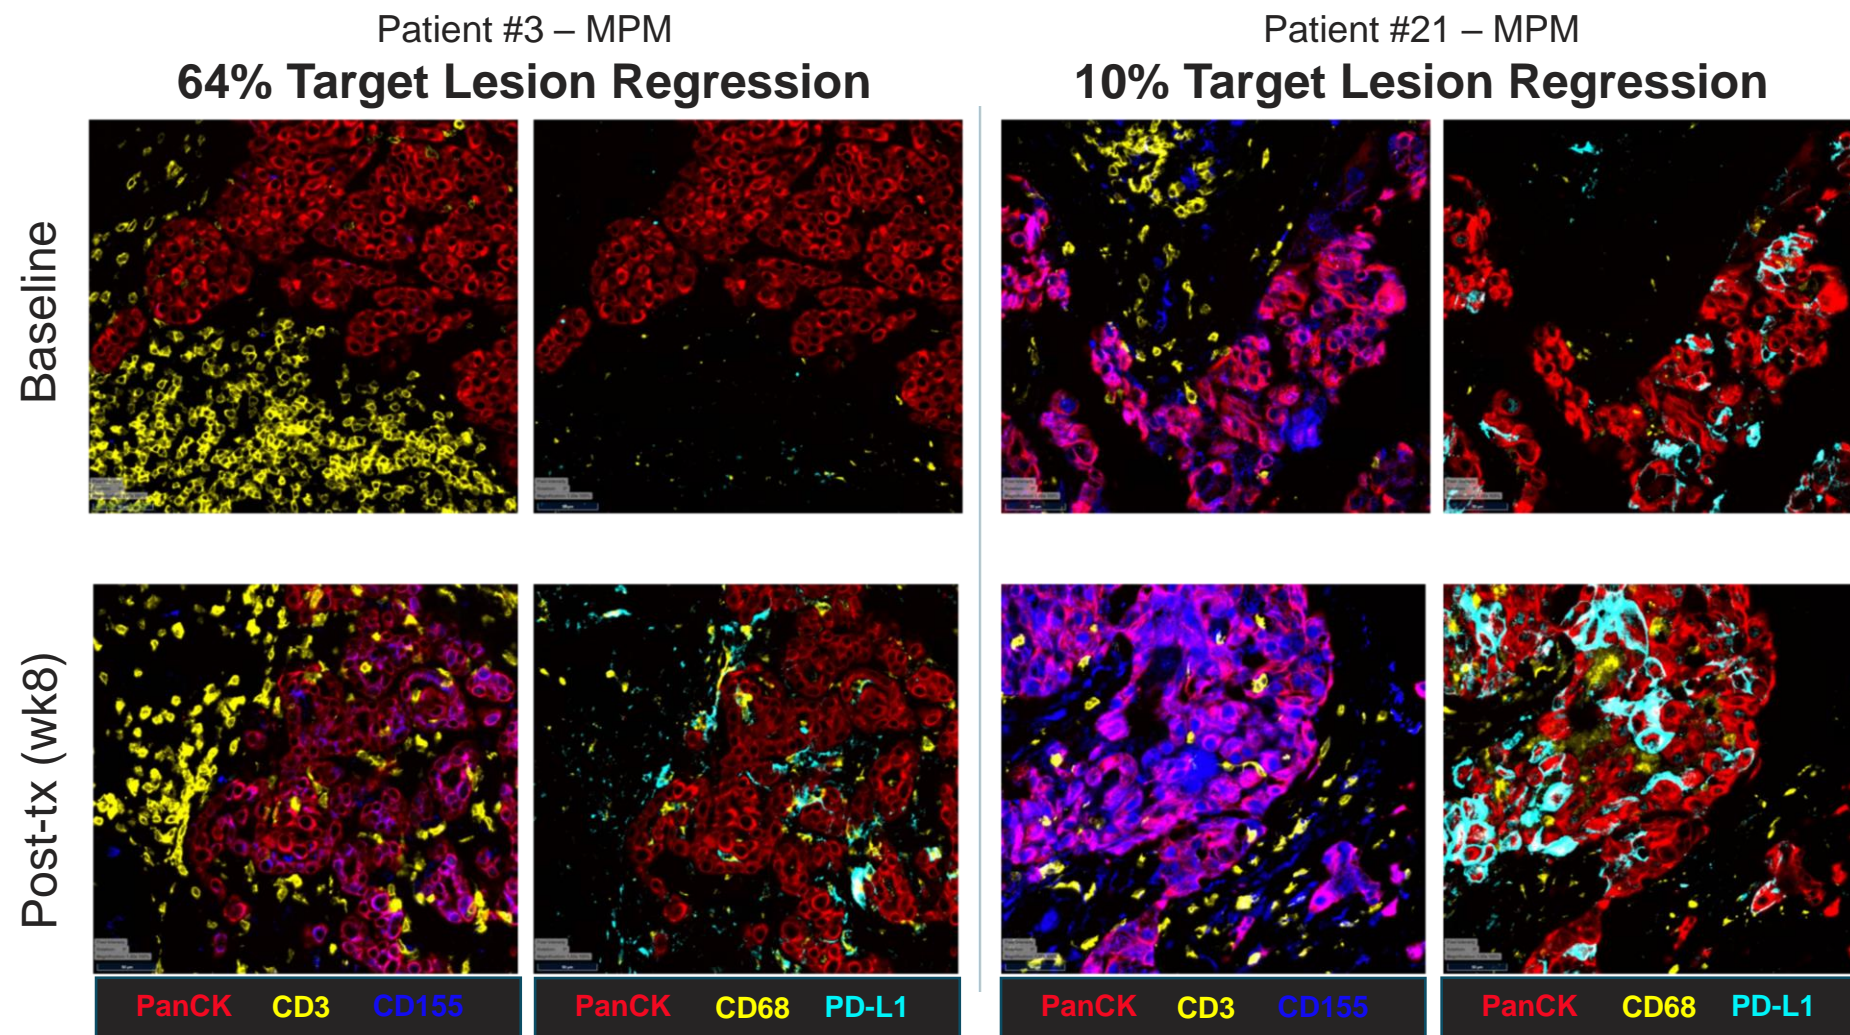 Patient #3 – MPM
64% Target Lesion Regression
Patient #21 – MPM
10% Target Lesion Regression
Baseline
Post-tx (wk8)
PanCK CD3 CD155
PanCK CD68 PD-L1
PanCK CD3 CD155
PanCK CD68 PD-L1